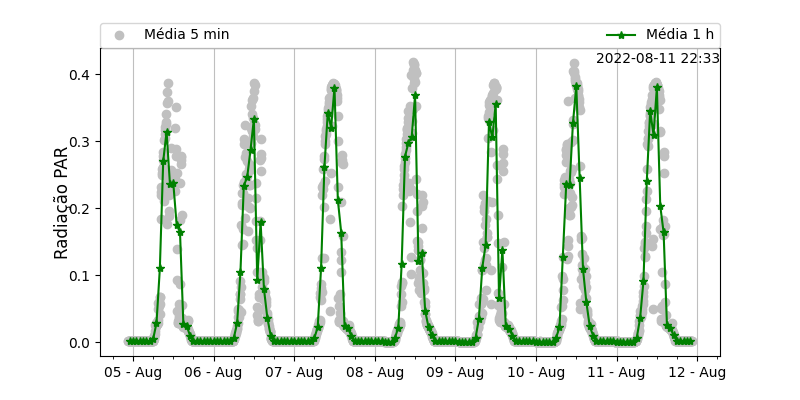 Média 5 min
Média 1 h
2022-08-11 22:33
Radiação PAR
0.4
0.3
0.2
0.1
0.0
05 - Aug
06 - Aug
07 - Aug
08 - Aug
09 - Aug
10 - Aug
11 - Aug
12 - Aug